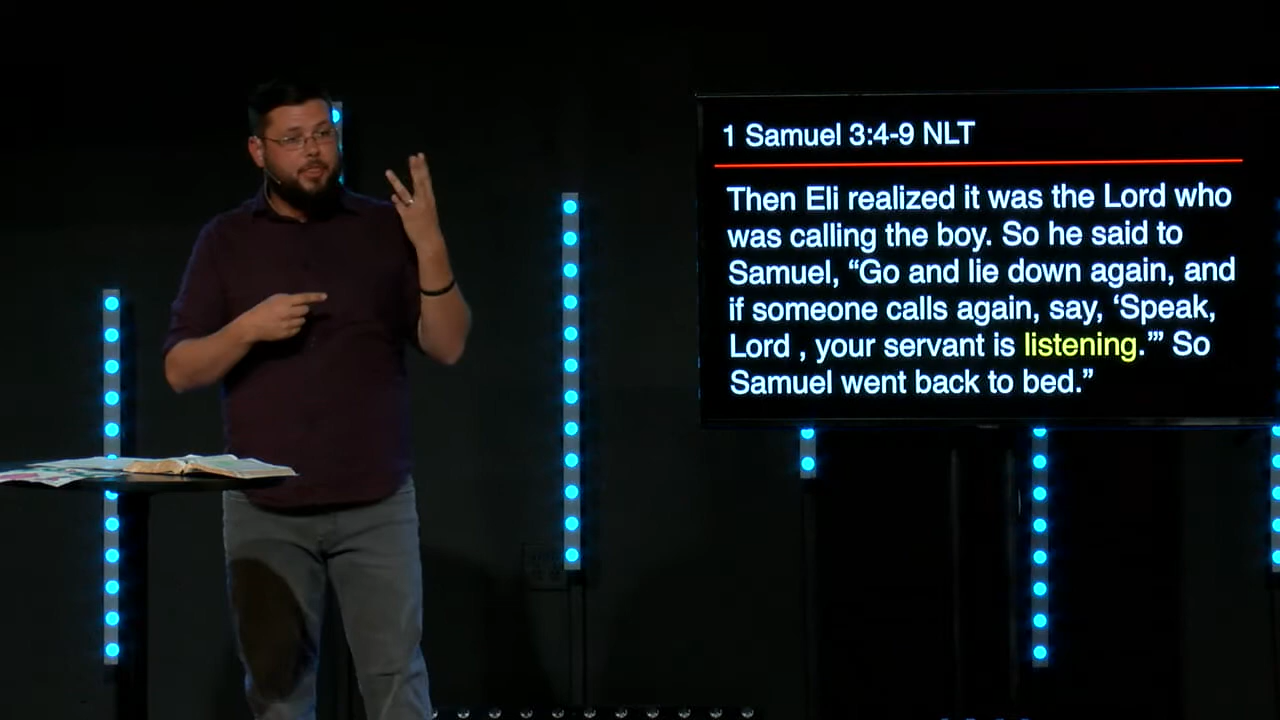 1 Samuel 3:4-9 NLT
Then Eli realized it was the Lord who
was calling the boy. So he said to
Samuel, “Go and lie down again, and
if someone calls again, say, ‘Speak,
Lord , your servant is listening.’” So
Samuel went back to bed.”